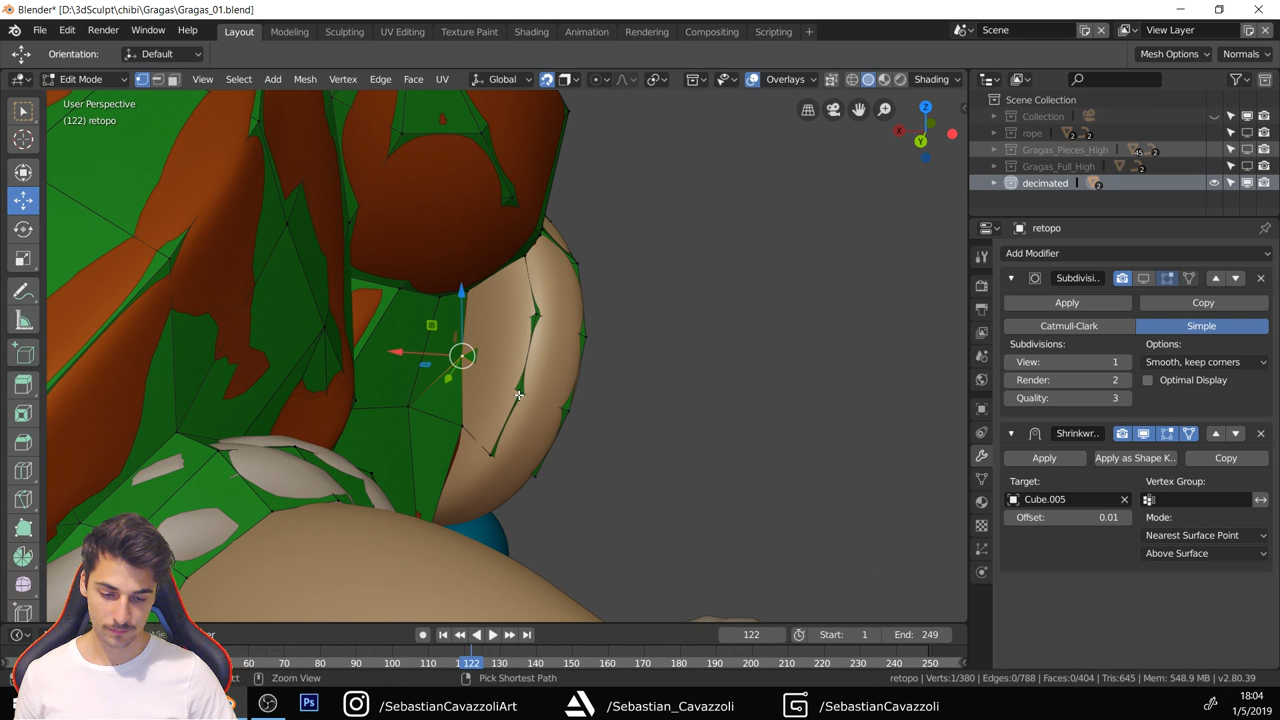 Blender* [D:\3dSculpt\chibi\Gragas\Gragas_01.blend]
File Edit Render Window Help Layout Modeling Sculpting UV Editing Texture Paint Shading Animation Rendering Compositing Scripting + Scene View Layer
Orientation: Default Mesh Options Normals
Edit Mode View Select Add Mesh Vertex Edge Face UV Global Overlays Shading
User Perspective
(122) retopo
Z
X
Y
Scene Collection
Collection
rope 2 2
Gragas_Pieces_High 45 2
Gragas_Full_High 2
decimated 2
retopo
Add Modifier
Subdivisi..
Apply Copy
Catmull-Clark Simple
Subdivisions: Options:
View: 1 Smooth, keep corners
Render: 2 Optimal Display
Quality: 3
Shrinkwr..
Apply Apply as Shape K.. Copy
Target: Vertex Group:
Cube.005
Offset: 0.01 Mode:
Nearest Surface Point
Above Surface
122 Start: 1 End: 249
60 70 80 90 100 110 122 130 140 150 160 170 180 190 200 210 220 230 240 250
Zoom View Pick Shortest Path retopo | Verts:1/380 | Edges:0/788 | Faces:0/404 | Tris:645 | Mem: 548.9 MB | v2.80.39
Ps /SebastianCavazzoliArt /Sebastian_Cavazzoli /SebastianCavazzoli
18:04
1/5/2019